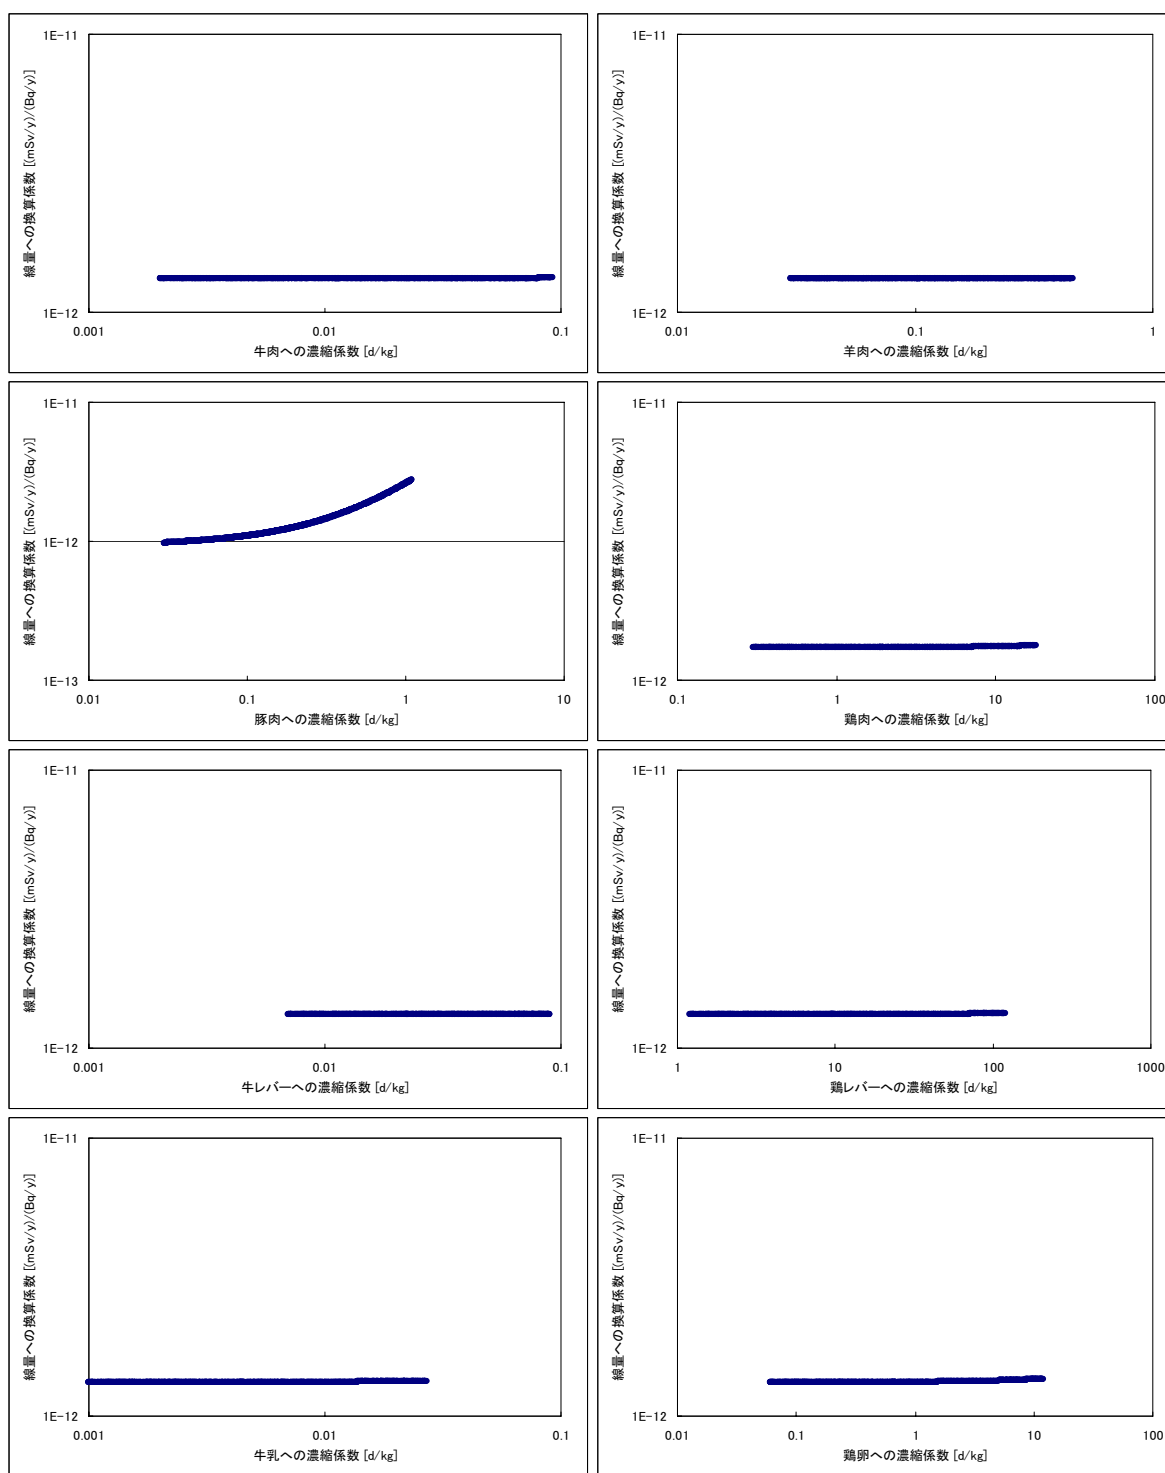 線量への換算係数 [(mSv/y)/(Bq/y)]
1E-11
1E-12
0.001
0.01
0.1
牛肉への濃縮係数 [d/kg]
線量への換算係数 [(mSv/y)/(Bq/y)]
1E-11
1E-12
0.01
0.1
1
羊肉への濃縮係数 [d/kg]
線量への換算係数 [(mSv/y)/(Bq/y)]
1E-11
1E-12
1E-13
0.01
0.1
1
10
豚肉への濃縮係数 [d/kg]
線量への換算係数 [(mSv/y)/(Bq/y)]
1E-11
1E-12
0.1
1
10
100
鶏肉への濃縮係数 [d/kg]
線量への換算係数 [(mSv/y)/(Bq/y)]
1E-11
1E-12
0.001
0.01
0.1
牛レバーへの濃縮係数 [d/kg]
線量への換算係数 [(mSv/y)/(Bq/y)]
1E-11
1E-12
1
10
100
1000
鶏レバーへの濃縮係数 [d/kg]
線量への換算係数 [(mSv/y)/(Bq/y)]
1E-11
1E-12
0.001
0.01
0.1
牛乳への濃縮係数 [d/kg]
線量への換算係数 [(mSv/y)/(Bq/y)]
1E-11
1E-12
0.01
0.1
1
10
100
鶏卵への濃縮係数 [d/kg]